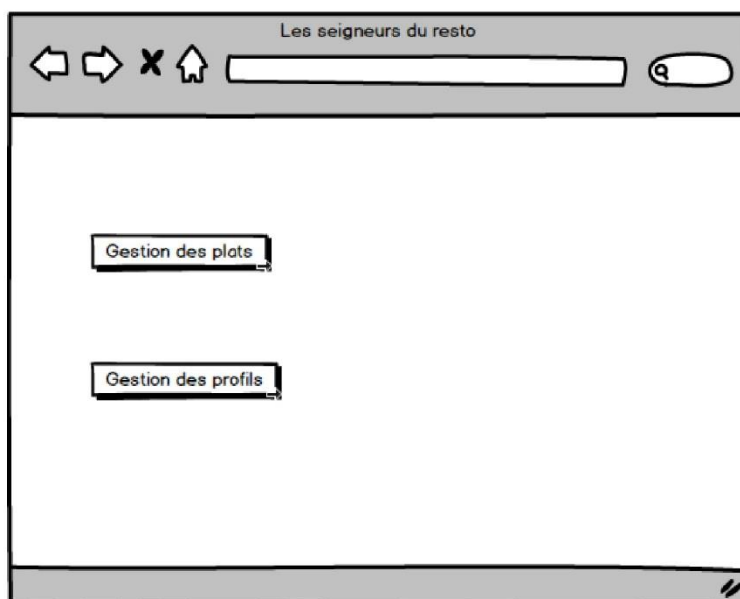 Les seigneurs du resto
Gestion des plats
Gestion des profils